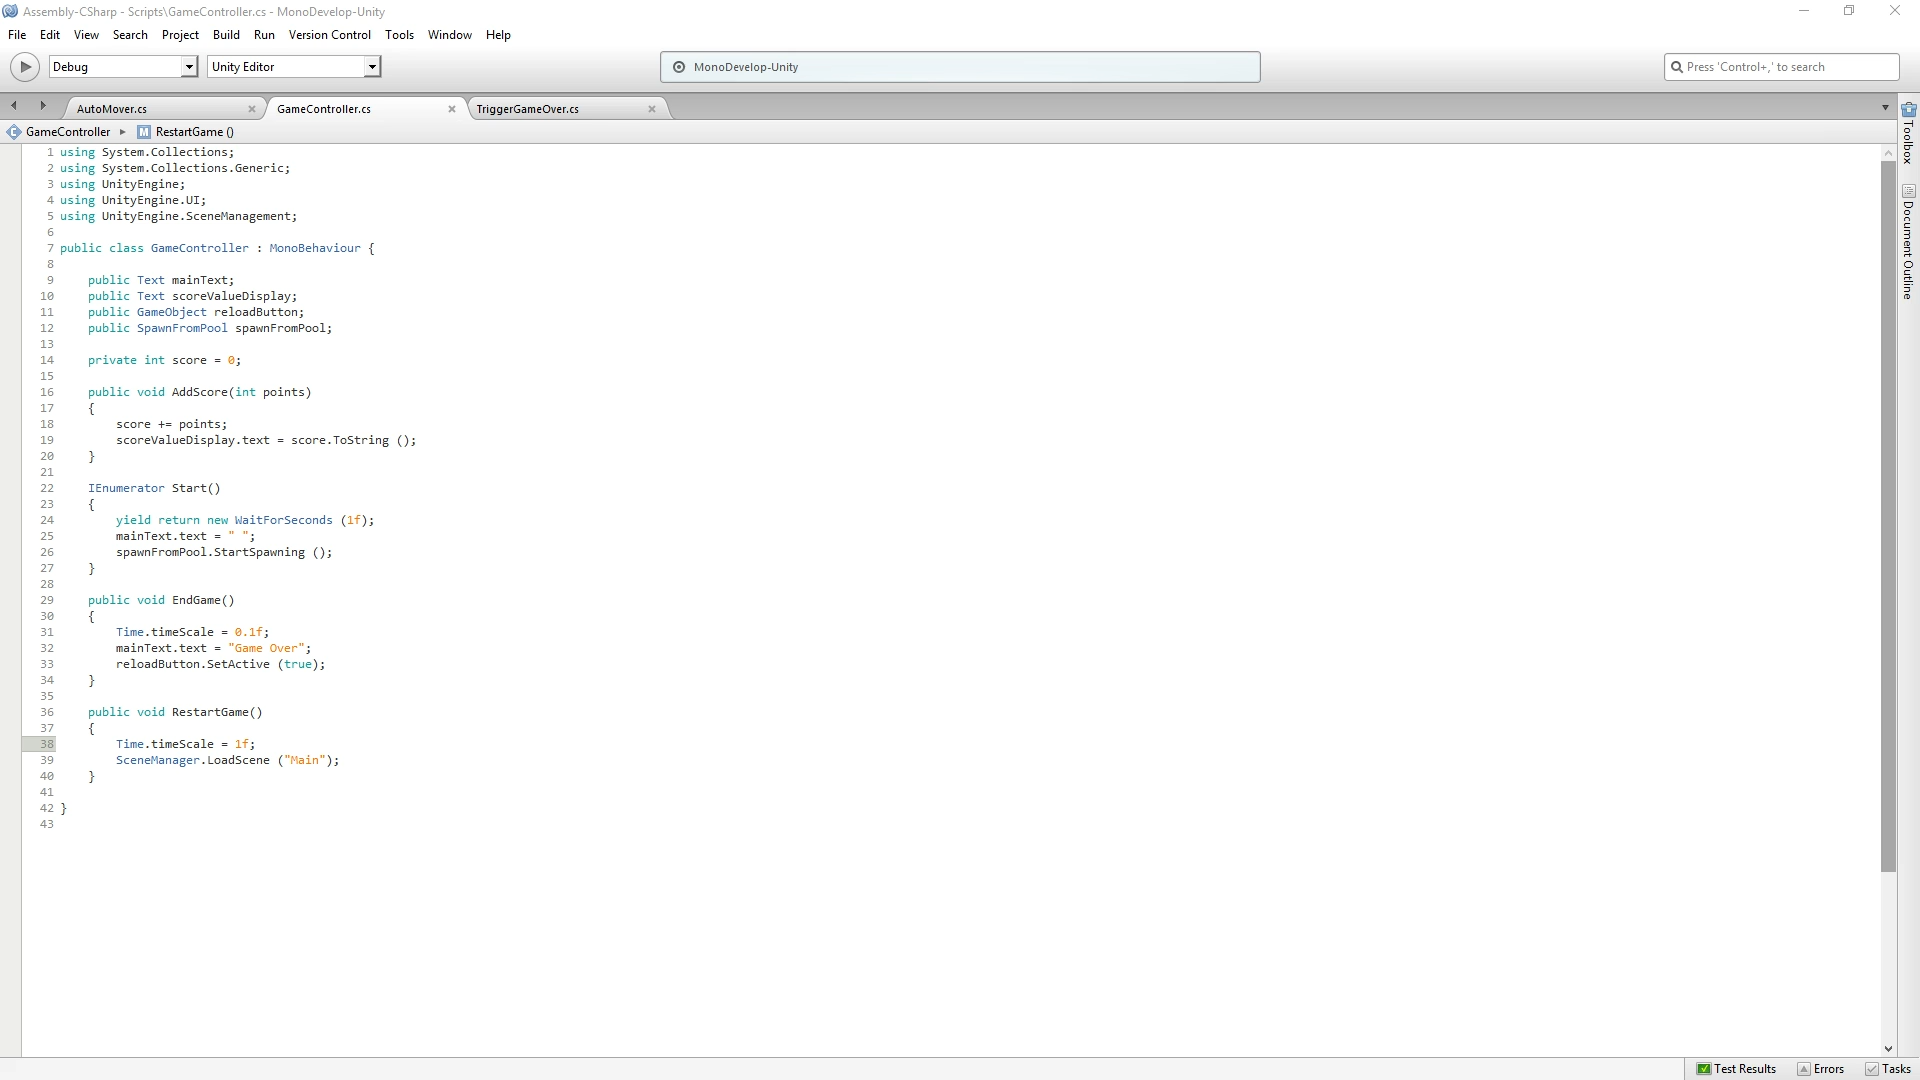 Assembly-CSharp - Scripts\GameController.cs - MonoDevelop-Unity
File Edit View Search Project Build Run Version Control Tools Window Help
Debug Unity Editor MonoDevelop-Unity Press 'Control+,' to search
AutoMover.cs GameController.cs TriggerGameOver.cs
GameController RestartGame ()
Toolbox
Document Outline
1 using System.Collections;
2 using System.Collections.Generic;
3 using UnityEngine;
4 using UnityEngine.UI;
5 using UnityEngine.SceneManagement;
6
7 public class GameController : MonoBehaviour {
8
9 public Text mainText;
10 public Text scoreValueDisplay;
11 public GameObject reloadButton;
12 public SpawnFromPool spawnFromPool;
13
14 private int score = 0;
15
16 public void AddScore(int points)
17 {
18 score += points;
19 scoreValueDisplay.text = score.ToString ();
20 }
21
22 IEnumerator Start()
23 {
24 yield return new WaitForSeconds (1f);
25 mainText.text = " ";
26 spawnFromPool.StartSpawning ();
27 }
28
29 public void EndGame()
30 {
31 Time.timeScale = 0.1f;
32 mainText.text = "Game Over";
33 reloadButton.SetActive (true);
34 }
35
36 public void RestartGame()
37 {
38 Time.timeScale = 1f;
39 SceneManager.LoadScene ("Main");
40 }
41
42 }
43
Test Results Errors Tasks